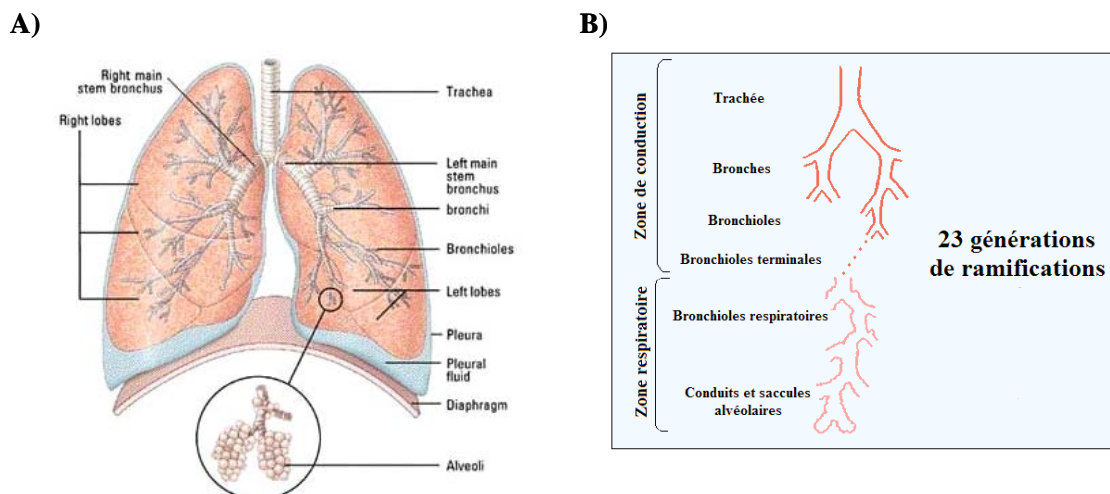 A)
Right main
stem bronchus
Right lobes
Trachea
Left main
stem
bronchus
bronchi
Bronchioles
Left lobes
Pleura
Pleural
fluid
Diaphragm
Alveoli
B)
Zone de conduction
Trachée
Bronches
Bronchioles
Bronchioles terminales
Zone respiratoire
Bronchioles respiratoires
Conduits et saccules
alvéolaires
23 générations
de ramifications